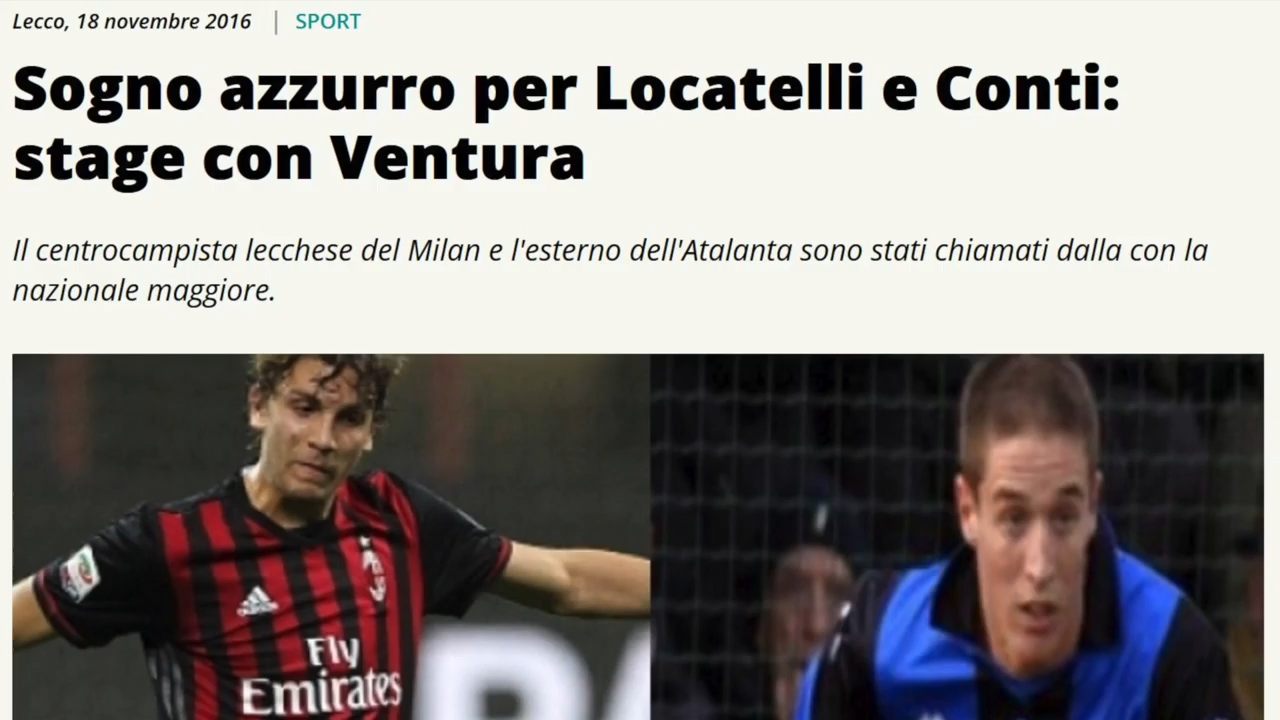 Lecco, 18 novembre 2016 | SPORT
Sogno azzurro per Locatelli e Conti:
stage con Ventura
Il centrocampista lecchese del Milan e l'esterno dell'Atalanta sono stati chiamati dalla con la
nazionale maggiore.
Fly
Emirates